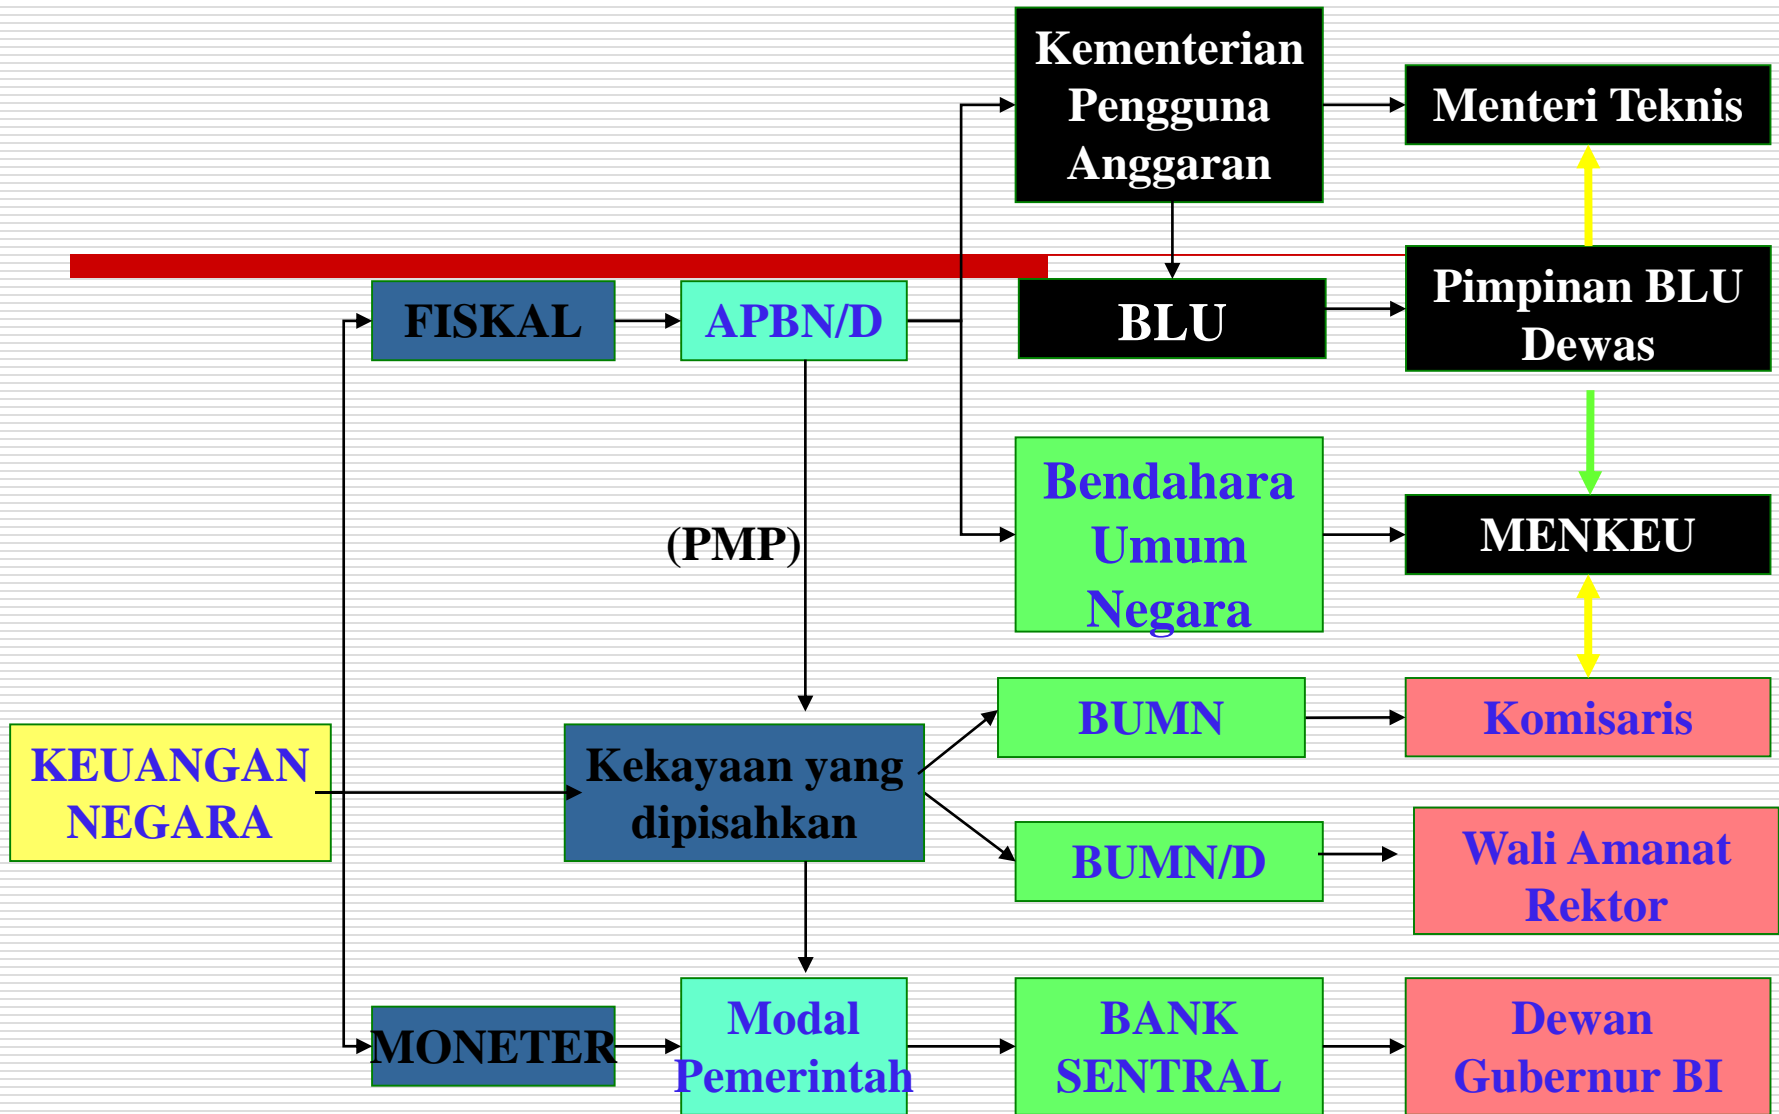 Kementerian
Pengguna
Anggaran
Menteri Teknis
FISKAL
APBN/D
BLU
Pimpinan BLU
Dewas
(PMP)
Bendahara
Umum
Negara
MENKEU
KEUANGAN
NEGARA
Kekayaan yang
dipisahkan
BUMN
Komisaris
BUMN/D
Wali Amanat
Rektor
MONETER
Modal
Pemerintah
BANK
SENTRAL
Dewan
Gubernur BI